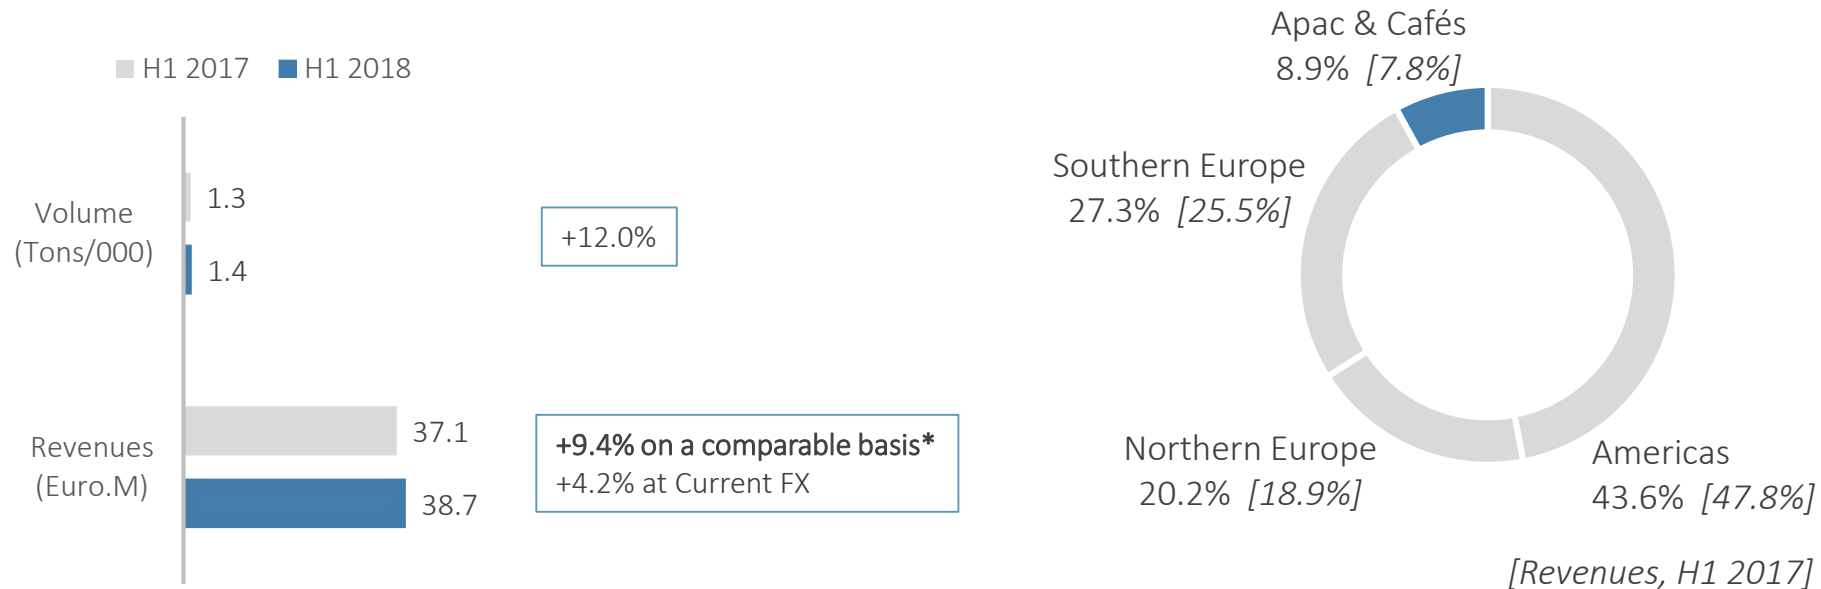 H1 2017 H1 2018
Volume
(Tons/000)
1.3
1.4
+12.0%
Revenues
(Euro.M)
37.1
38.7
+9.4% on a comparable basis*
+4.2% at Current FX
Apac & Cafés
8.9% [7.8%]
Southern Europe
27.3% [25.5%]
Northern Europe
20.2% [18.9%]
Americas
43.6% [47.8%]
[Revenues, H1 2017]